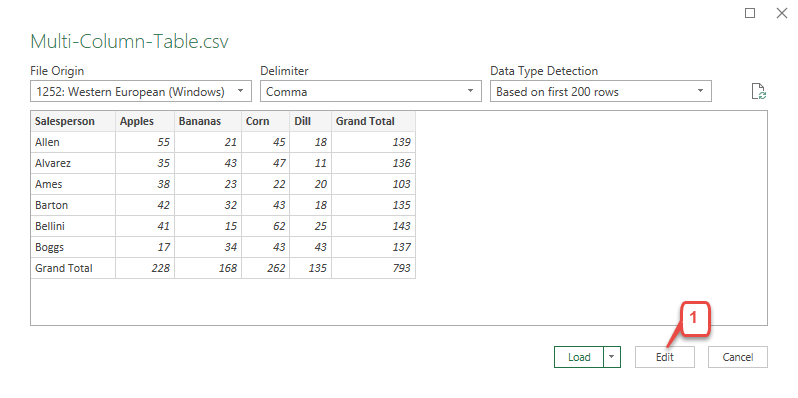 Multi-Column-Table.csv
File Origin Delimiter Data Type Detection
1252: Western European (Windows) Comma Based on first 200 rows
Salesperson Apples Bananas Corn Dill Grand Total
Allen 55 21 45 18 139
Alvarez 35 43 47 11 136
Ames 38 23 22 20 103
Barton 42 32 43 18 135
Bellini 41 15 62 25 143
Boggs 17 34 43 43 137
Grand Total 228 168 262 135 793
1
Load Edit Cancel